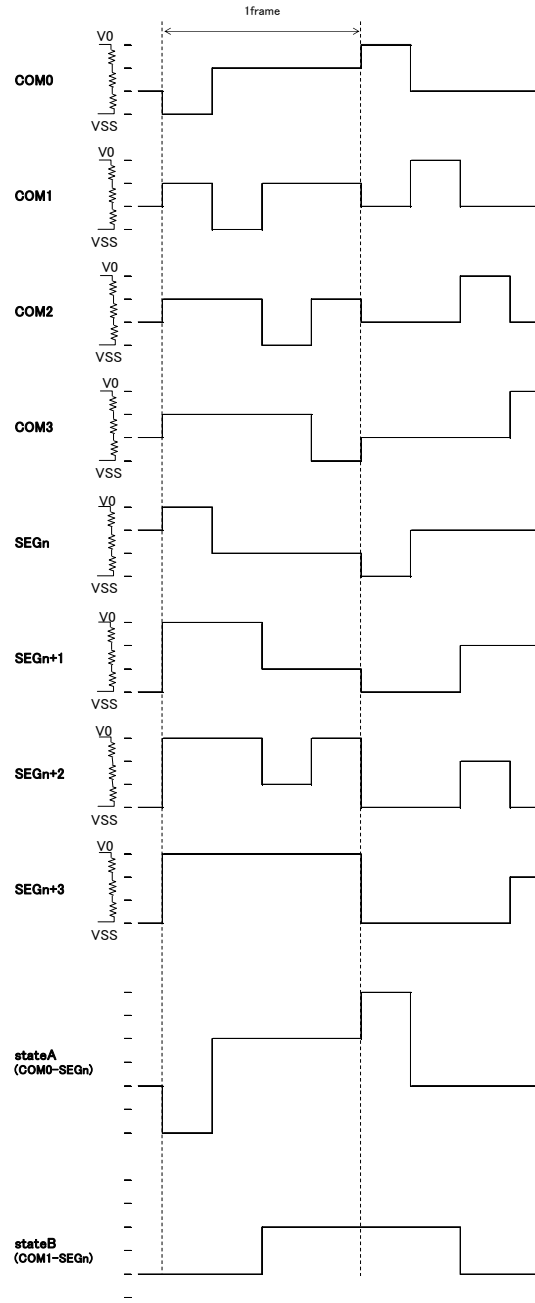 1frame
V0
COM0
VSS
V0
COM1
VSS
V0
COM2
VSS
V0
COM3
VSS
V0
SEGn
VSS
V0
SEGn+1
VSS
V0
SEGn+2
VSS
V0
SEGn+3
VSS
stateA
(COM0-SEGn)
stateB
(COM1-SEGn)